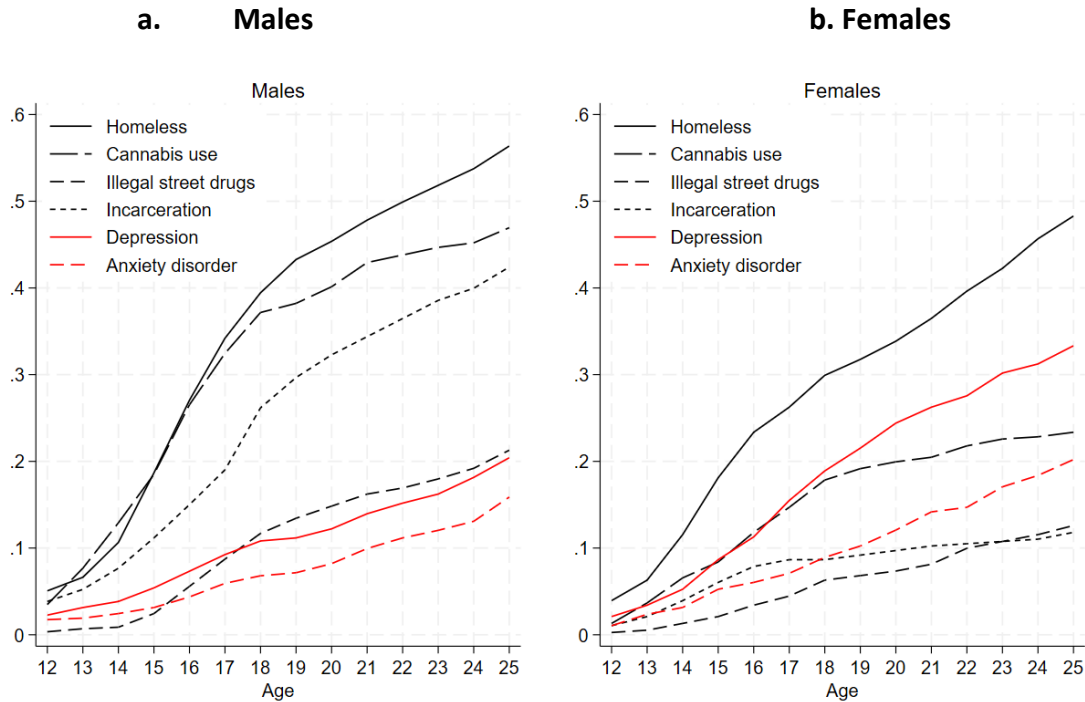 a. Males
Males
.6
.5
.4
.3
.2
.1
0
Homeless
Cannabis use
Illegal street drugs
Incarceration
Depression
Anxiety disorder
12 13 14 15 16 17 18 19 20 21 22 23 24 25
Age
b. Females
Females
.6
.5
.4
.3
.2
.1
0
Homeless
Cannabis use
Illegal street drugs
Incarceration
Depression
Anxiety disorder
12 13 14 15 16 17 18 19 20 21 22 23 24 25
Age